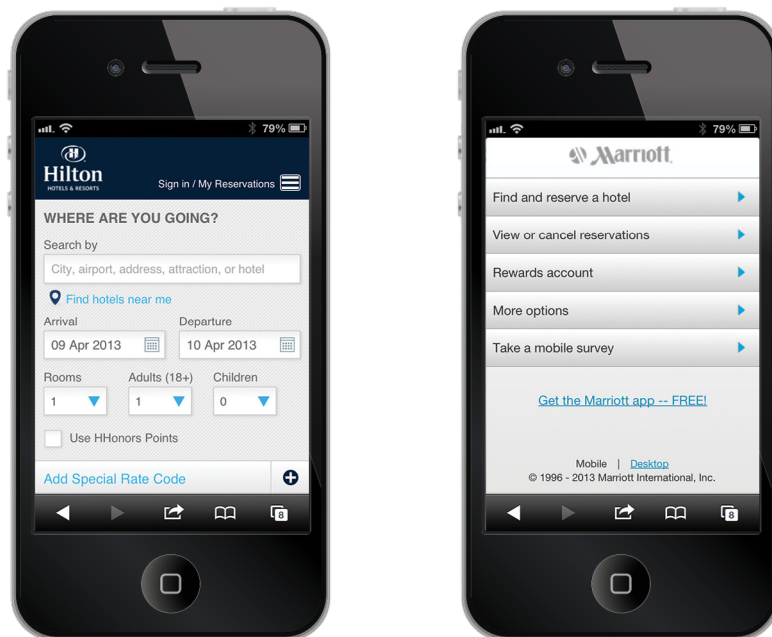 79%
Hilton
HOTELS & RESORTS
Sign in / My Reservations
WHERE ARE YOU GOING?
Search by
City, airport, address, attraction, or hotel
Find hotels near me
Arrival Departure
09 Apr 2013 10 Apr 2013
Rooms Adults (18+) Children
1 1 0
Use HHonors Points
Add Special Rate Code
8
79%
Marriott
Find and reserve a hotel
View or cancel reservations
Rewards account
More options
Take a mobile survey
Get the Marriott app -- FREE!
Mobile | Desktop
© 1996 - 2013 Marriott International, Inc.
8